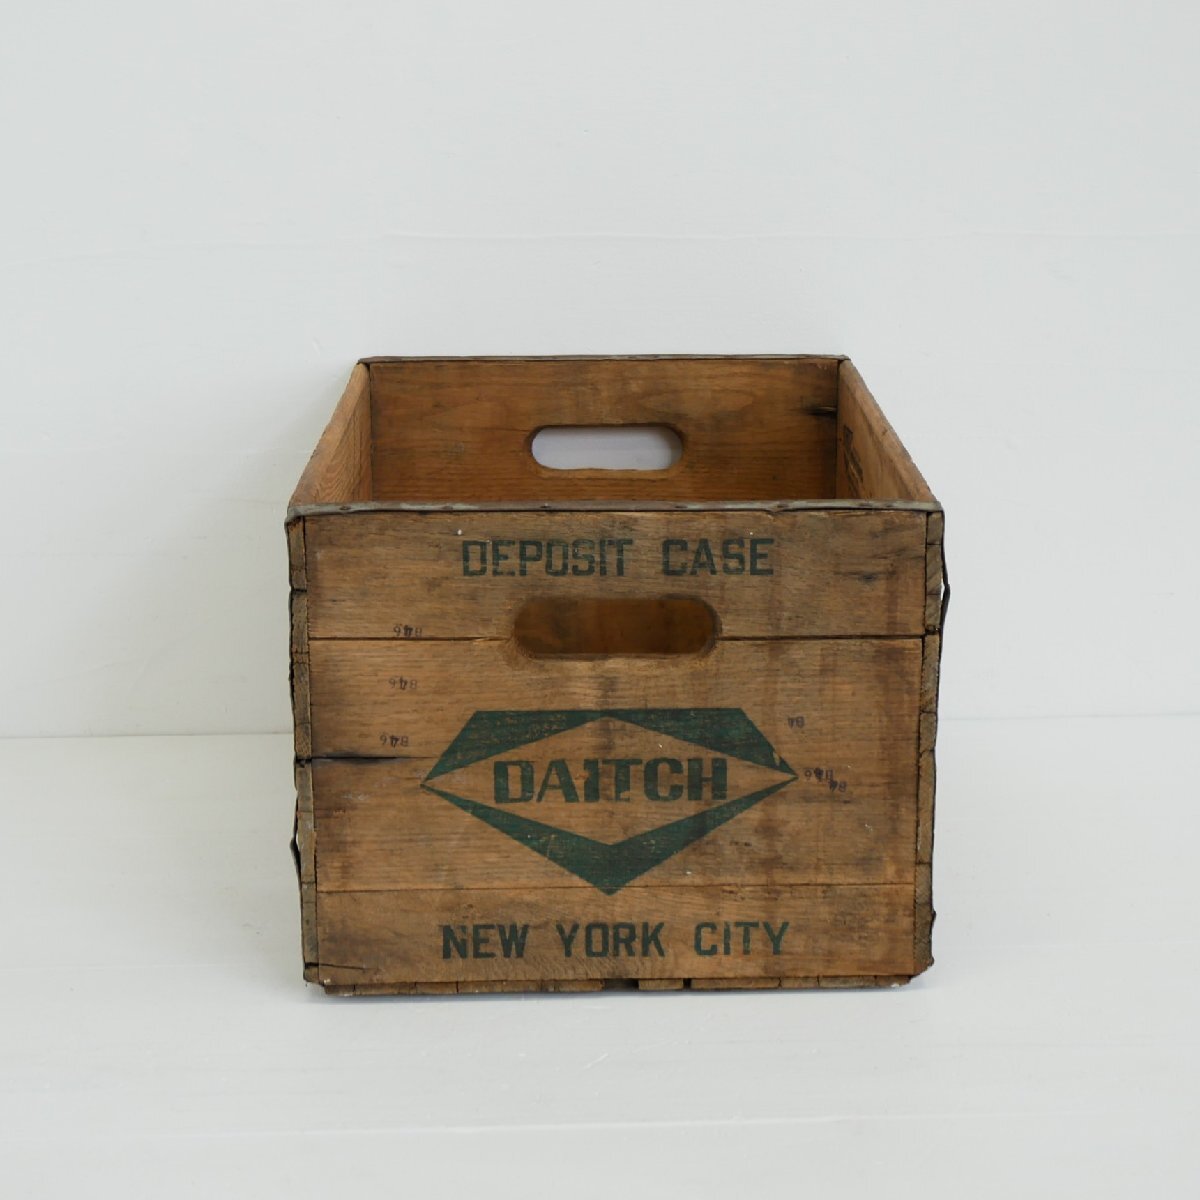 DEPOSIT CASE
DAITCH
NEW YORK CITY